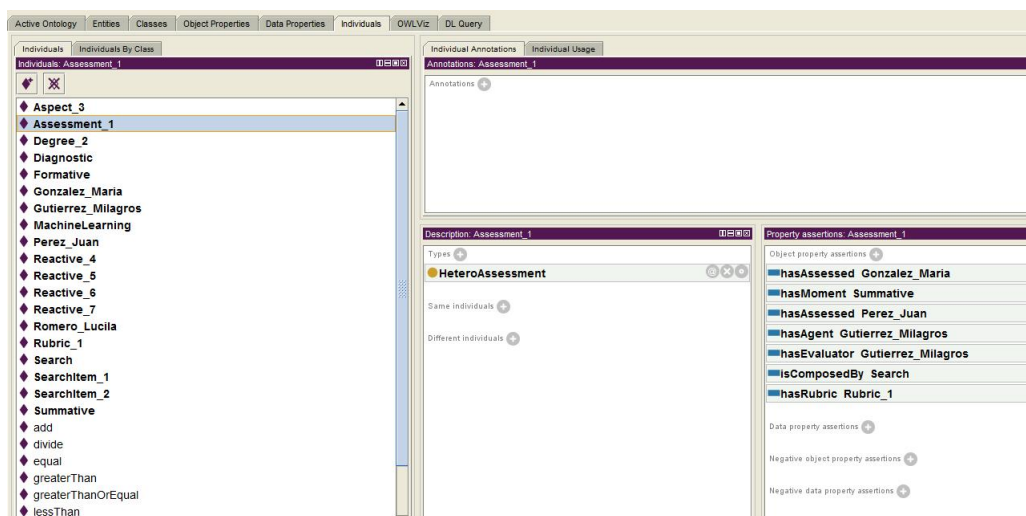 Active Ontology Entities Classes Object Properties Data Properties Individuals OWLViz DL Query
Individuals Individuals By Class
Individuals: Assessment_1
Aspect_3
Assessment_1
Degree_2
Diagnostic
Formative
Gonzalez_Maria
Gutierrez_Milagros
MachineLearning
Perez_Juan
Reactive_4
Reactive_5
Reactive_6
Reactive_7
Romero_Lucila
Rubric_1
Search
SearchItem_1
SearchItem_2
Summative
add
divide
equal
greaterThan
greaterThanOrEqual
lessThan
Individual Annotations Individual Usage
Annotations: Assessment_1
Annotations
Description: Assessment_1
Types
HeteroAssessment
Same individuals
Different individuals
Property assertions: Assessment_1
Object property assertions
hasAssessed Gonzalez_Maria
hasMoment Summative
hasAssessed Perez_Juan
hasAgent Gutierrez_Milagros
hasEvaluator Gutierrez_Milagros
isComposedBy Search
hasRubric Rubric_1
Data property assertions
Negative object property assertions
Negative data property assertions